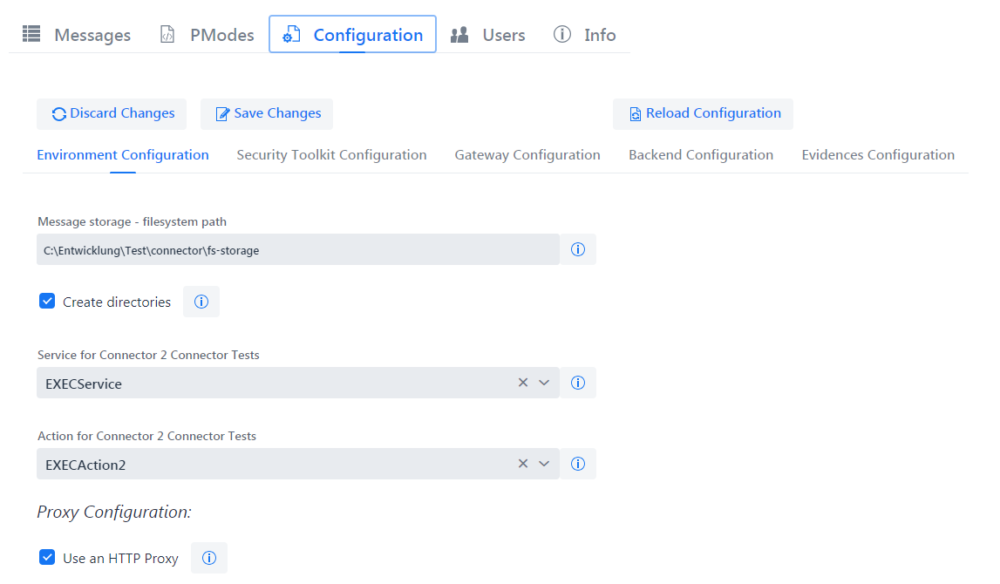 Messages PModes Configuration Users Info
Discard Changes Save Changes Reload Configuration
Environment Configuration Security Toolkit Configuration Gateway Configuration Backend Configuration Evidences Configuration
Message storage - filesystem path
C:\Entwicklung\Test\connector\fs-storage
Create directories
Service for Connector 2 Connector Tests
EXECService
Action for Connector 2 Connector Tests
EXECAction2
Proxy Configuration:
Use an HTTP Proxy